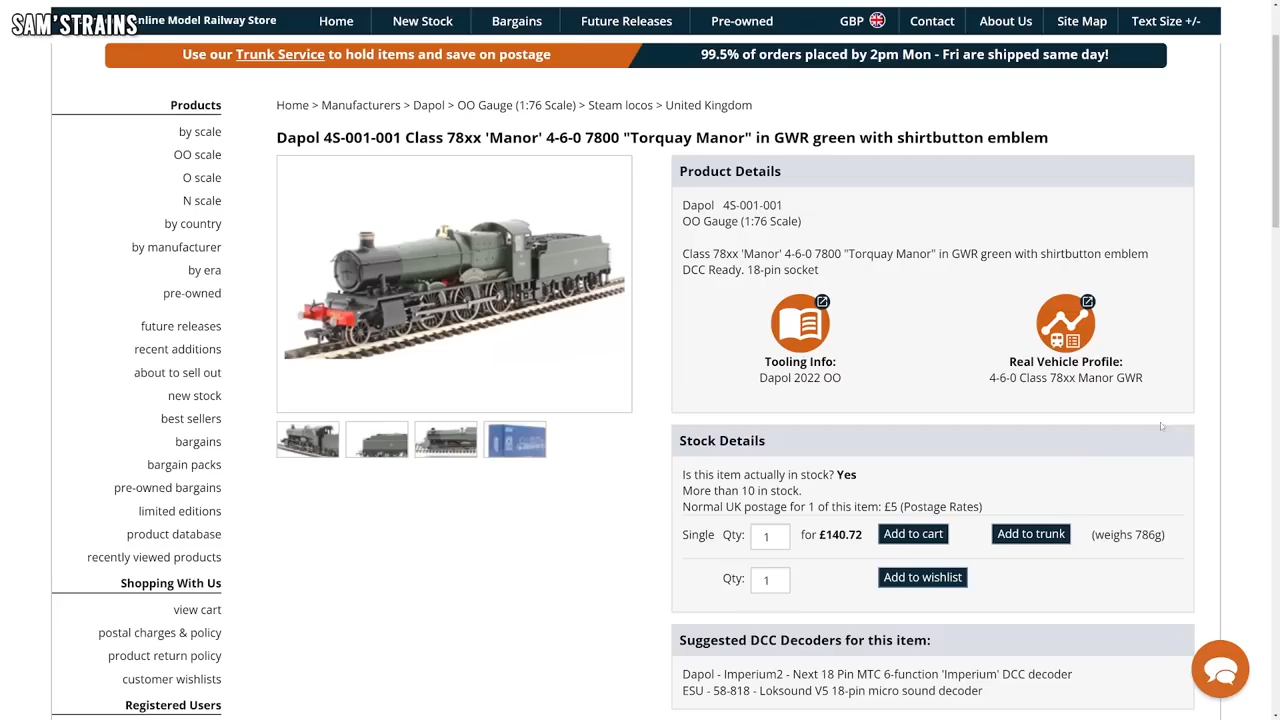 SAM'STRAINS
nline Model Railway Store
Home
New Stock
Bargains
Future Releases
Pre-owned
GBP
Contact
About Us
Site Map
Text Size +/-
Use our Trunk Service to hold items and save on postage
99.5% of orders placed by 2pm Mon - Fri are shipped same day!
Products
by scale
OO scale
O scale
N scale
by country
by manufacturer
by era
pre-owned
future releases
recent additions
about to sell out
new stock
best sellers
bargains
bargain packs
pre-owned bargains
limited editions
product database
recently viewed products
Shopping With Us
view cart
postal charges & policy
product return policy
customer wishlists
Registered Users
Home > Manufacturers > Dapol > OO Gauge (1:76 Scale) > Steam locos > United Kingdom
Dapol 4S-001-001 Class 78xx 'Manor' 4-6-0 7800 "Torquay Manor" in GWR green with shirtbutton emblem
Product Details
Dapol 4S-001-001
OO Gauge (1:76 Scale)
Class 78xx 'Manor' 4-6-0 7800 "Torquay Manor" in GWR green with shirtbutton emblem
DCC Ready. 18-pin socket
Tooling Info:
Dapol 2022 OO
Real Vehicle Profile:
4-6-0 Class 78xx Manor GWR
Stock Details
Is this item actually in stock? Yes
More than 10 in stock.
Normal UK postage for 1 of this item: £5 (Postage Rates)
Single Qty: 1 for £140.72 Add to cart Add to trunk (weighs 786g)
Qty: 1 Add to wishlist
Suggested DCC Decoders for this item:
Dapol - Imperium2 - Next 18 Pin MTC 6-function 'Imperium' DCC decoder
ESU - 58-818 - Loksound V5 18-pin micro sound decoder